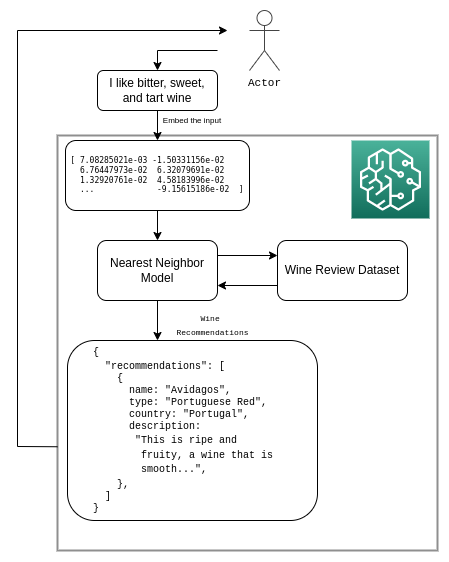 Actor
I like bitter, sweet,
and tart wine
Embed the input
[ 7.08285021e-03 -1.50331156e-02
6.76447973e-02 6.32079691e-02
1.32920761e-02 4.58183996e-02
... -9.15615186e-02 ]
Nearest Neighbor
Model
Wine Review Dataset
Wine
Recommendations
{
"recommendations": [
{
name: "Avidagos",
type: "Portuguese Red",
country: "Portugal",
description:
"This is ripe and
fruity, a wine that is
smooth...",
},
]
}